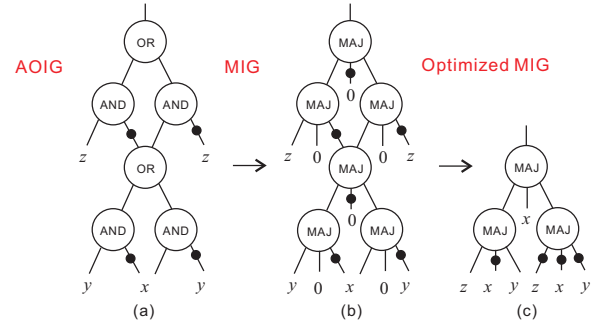 OR MAJ
AOIG MIG Optimized MIG
AND AND MAJ 0 MAJ
z OR z z 0 MAJ 0 z MAJ
AND AND MAJ 0 MAJ MAJ x MAJ
y x y y 0 x 0 y z x y z x y
(a) (b) (c)